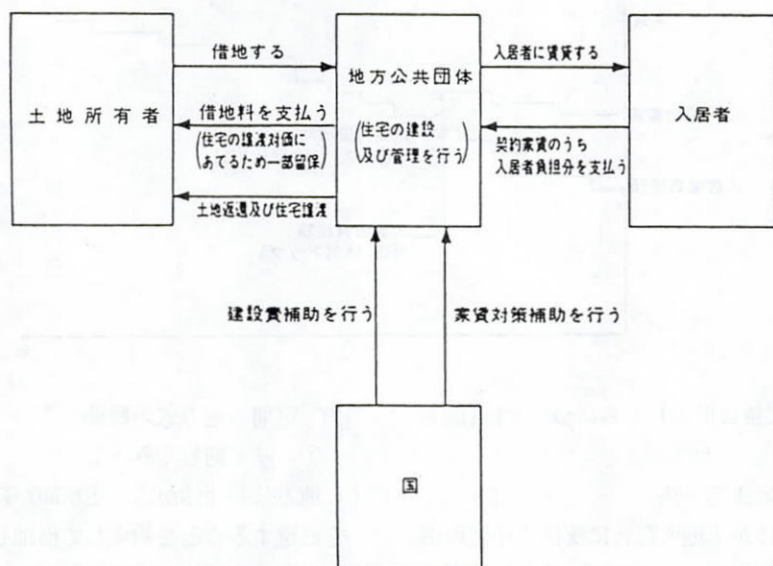 借地する
地方公共団体
入居者に賃貸する
土地所有者
借地料を支払う
(住宅の譲渡対価に
あてるため一部留保)
(住宅の建設
及び管理を行う)
契約家賃のうち
入居者負担分を支払う
入居者
土地返還及び住宅譲渡
建設費補助を行う
家賃対策補助を行う
国